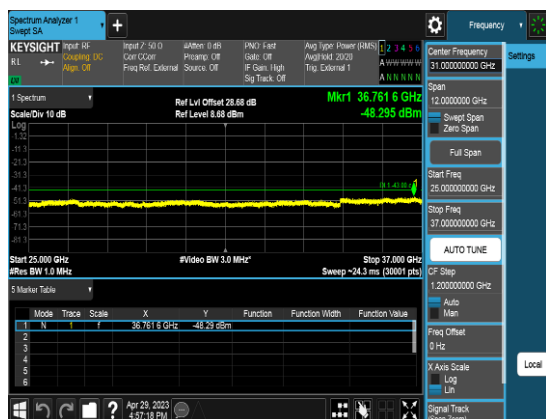 Spectrum Analyzer 1
Swept SA
+
Frequency
KEYSIGHT
Input: RF
Input Z: 50 Ω
#Atten: 0 dB
PNO: Fast
Avg Type: Power (RMS)
1 2 3 4 5 6
RL
Coupling: DC
Corr CCorr
Preamp: Off
Gate: Off
Avg|Hold: 20/20
Align: Off
Freq Ref: External
Source: Off
IF Gain: High
Trig: External 1
Sig Track: Off
A N N N N N
1 Spectrum
Ref Lvl Offset 28.68 dB
Mkr1 36.761 6 GHz
Scale/Div 10 dB
Ref Level 8.68 dBm
-48.295 dBm
Log
-1.32
-11.3
-21.3
-31.3
-41.3
-51.3
-61.3
-71.3
-81.3
DL1 -43.00 dBm
Start 25.000 GHz
#Video BW 3.0 MHz*
Stop 37.000 GHz
#Res BW 1.0 MHz
Sweep ~24.3 ms (30001 pts)
5 Marker Table
Mode Trace Scale X Y Function Function Width Function Value
1 N 1 f 36.761 6 GHz -48.29 dBm
2
3
4
5
6
Apr 29, 2023
4:57:18 PM
Center Frequency
31.000000000 GHz
Settings
Span
12.0000000 GHz
Swept Span
Zero Span
Full Span
Start Freq
25.000000000 GHz
Stop Freq
37.000000000 GHz
AUTO TUNE
CF Step
1.200000000 GHz
Auto
Man
Freq Offset
0 Hz
X Axis Scale
Log
Lin
Local
Signal Track